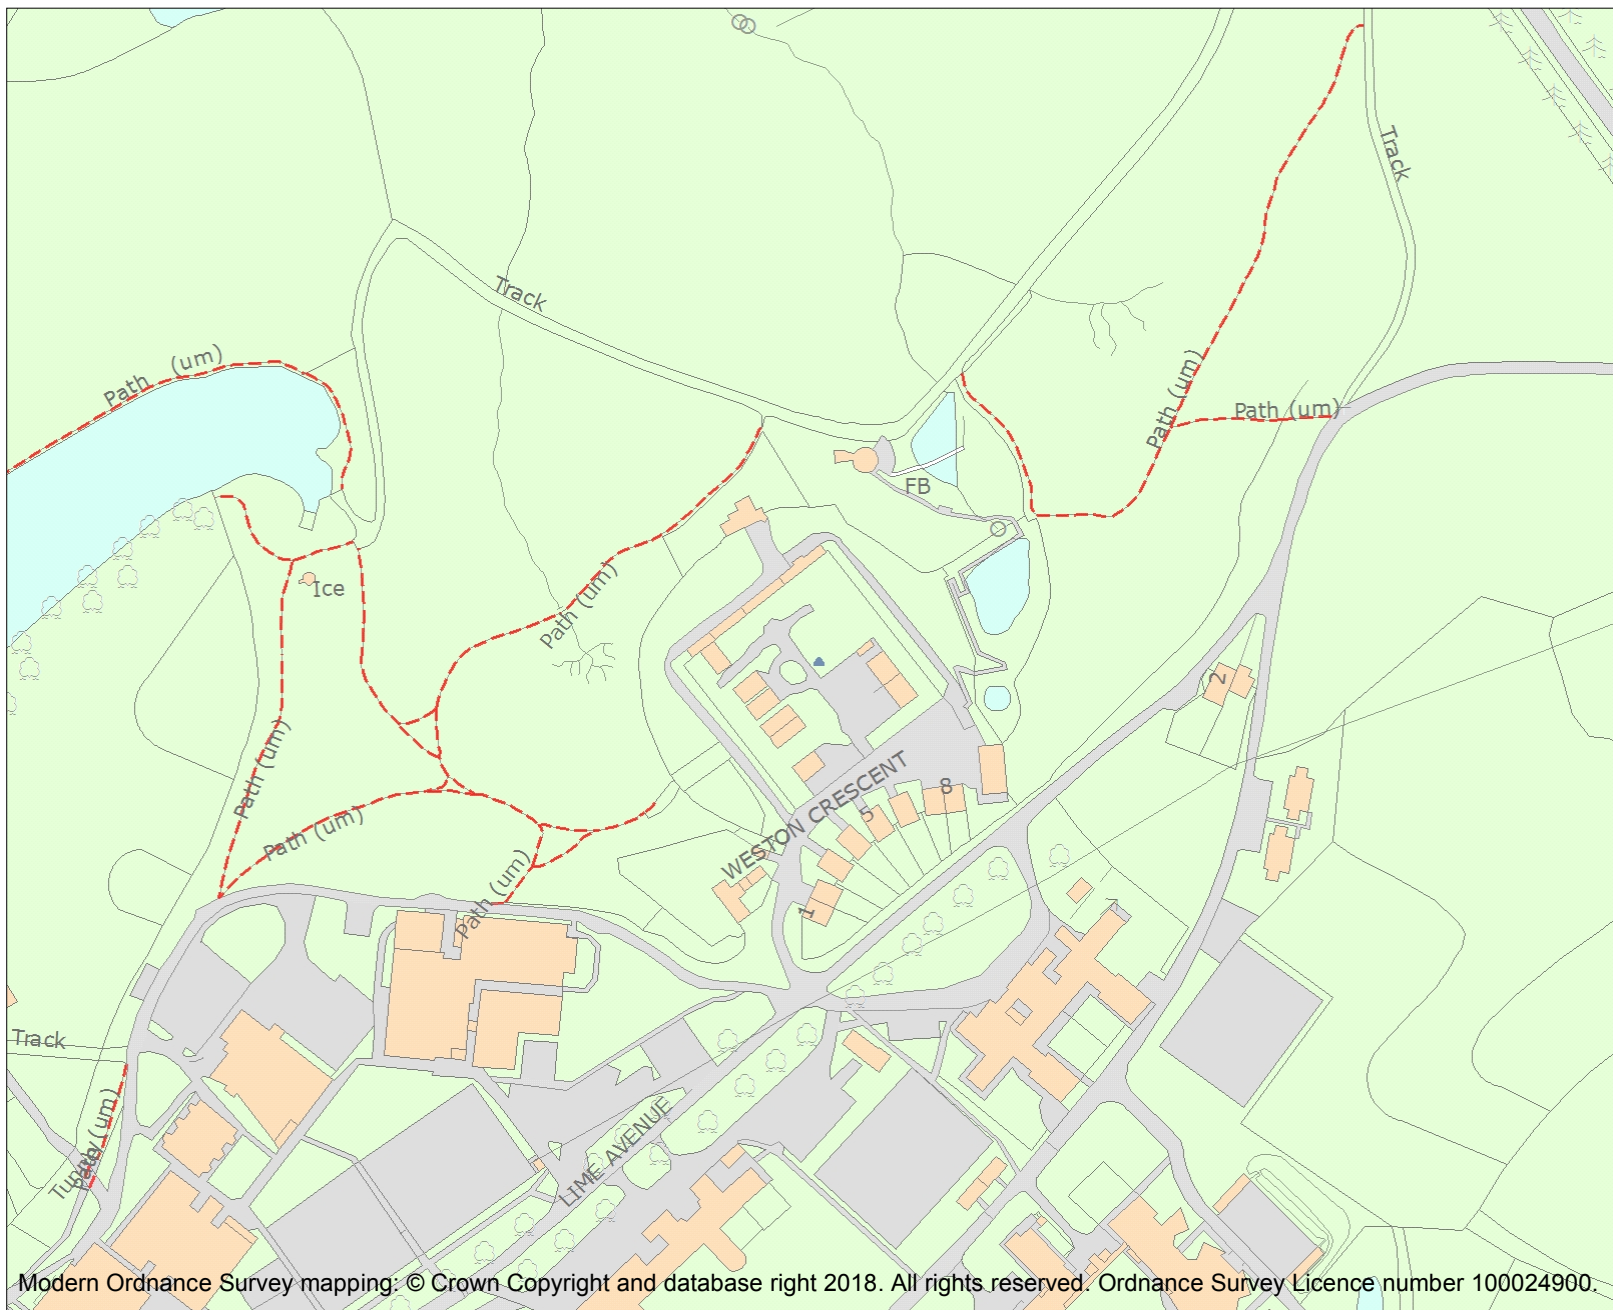 Track
Track
Path (um)
Path (um)
Path (um)
FB
Ice
Path (um)
2
Path (um)
Path (um)
WESTON CRESCENT
8
5
1
Path (um)
Track
LIME AVENUE
Path (um)
Modern Ordnance Survey mapping: © Crown Copyright and database right 2018. All rights reserved. Ordnance Survey Licence number 100024900.